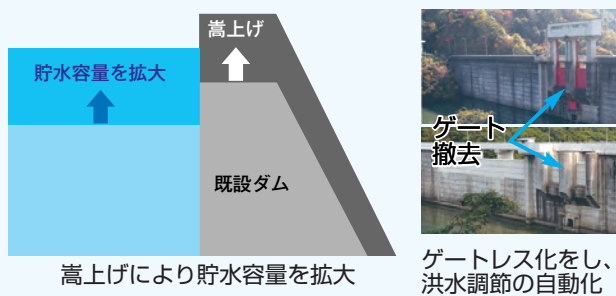 嵩上げ
貯水容量を拡大
既設ダム
嵩上げにより貯水容量を拡大
ゲート
撤去
ゲートレス化をし、
洪水調節の自動化